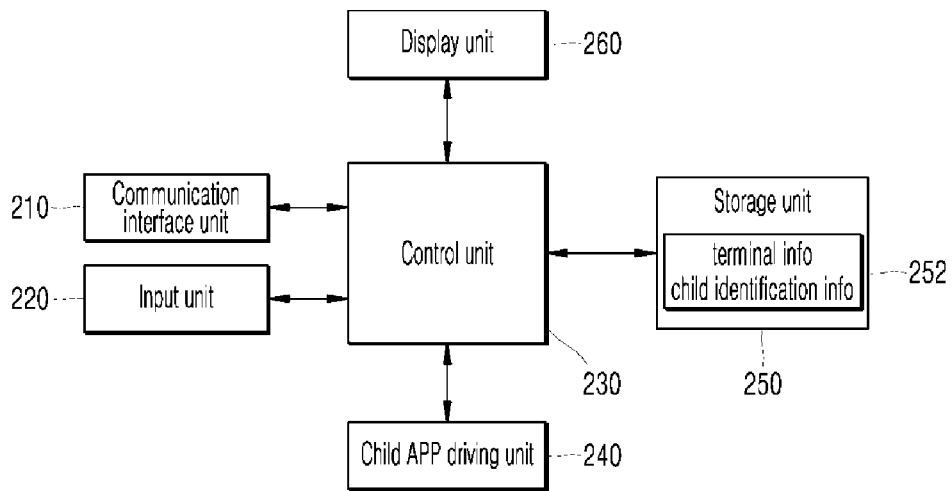 Display unit
260
210
Communication
interface unit
Control unit
Storage unit
terminal info
child identification info
252
220
Input unit
230
250
Child APP driving unit
240